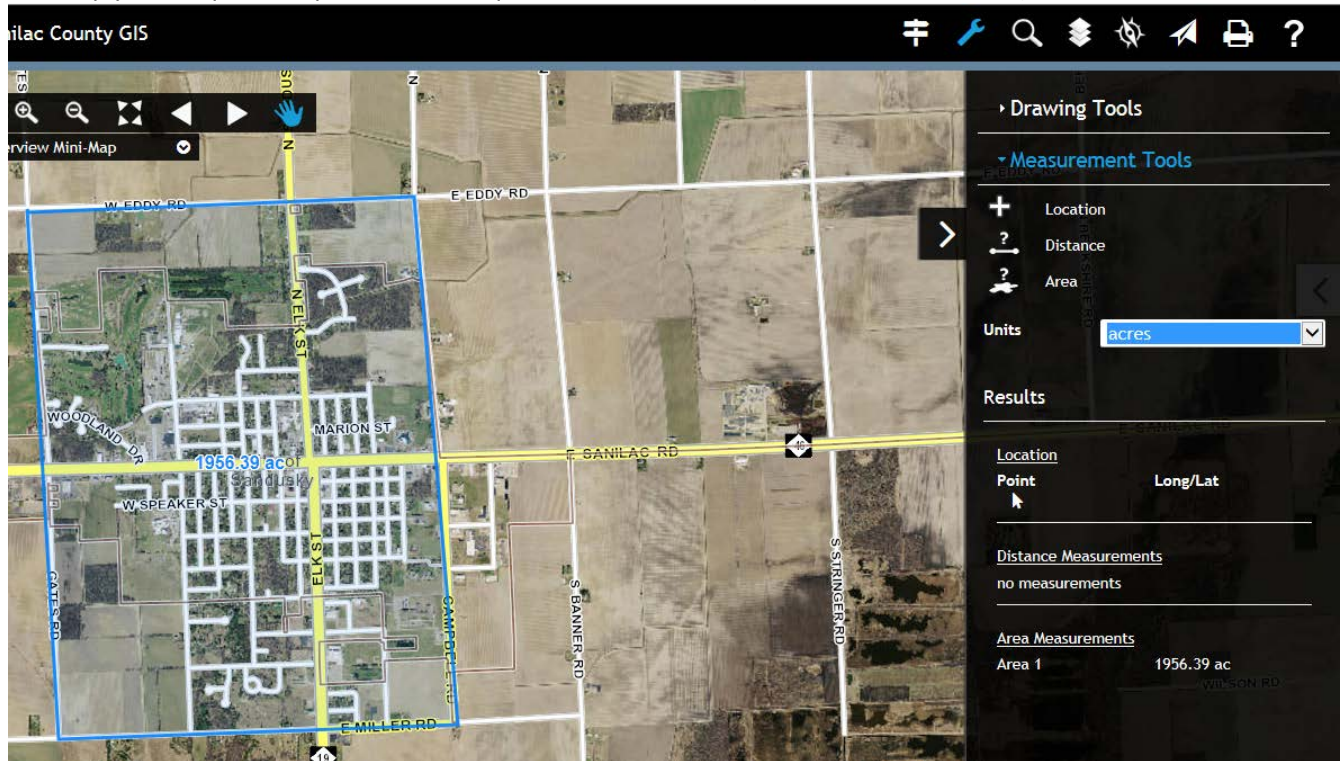 ilac County GIS
?
erview Mini-Map
N
N
Drawing Tools
Measurement Tools
Location
?
Distance
?
Area
Units
acres
Results
Location
Point
Long/Lat
Distance Measurements
no measurements
Area Measurements
Area 1
1956.39 ac
W EDDY RD
E EDDY RD
N ELK ST
WOODLAND DR
MARION ST
1956.39 ac
Sandusky
E SANILAC RD
46
W SPEAKER ST
ELK ST
GATES RD
CAMPBELL RD
S BANNER RD
S STRINGER RD
E MILLER RD
19
E SANILAC RD
WILSON RD